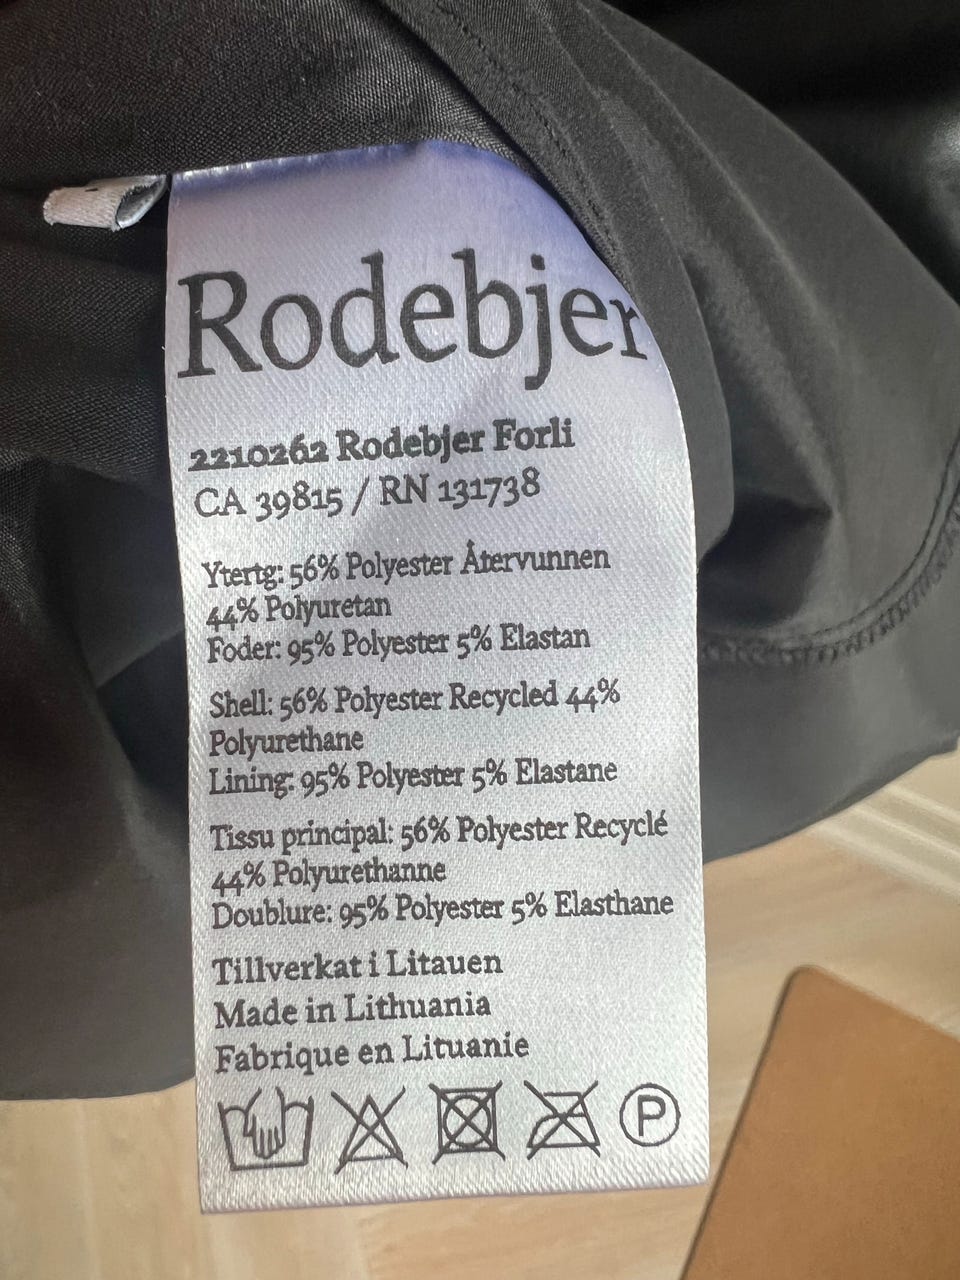 Rodebjer
2210262 Rodebjer Forli
CA 39815 / RN 131738
Ytertg: 56% Polyester Återvunnen
44% Polyuretan
Foder: 95% Polyester 5% Elastan
Shell: 56% Polyester Recycled 44%
Polyurethane
Lining: 95% Polyester 5% Elastane
Tissu principal: 56% Polyester Recyclé
44% Polyurethanne
Doublure: 95% Polyester 5% Elasthane
Tillverkat i Litauen
Made in Lithuania
Fabrique en Lituanie
P